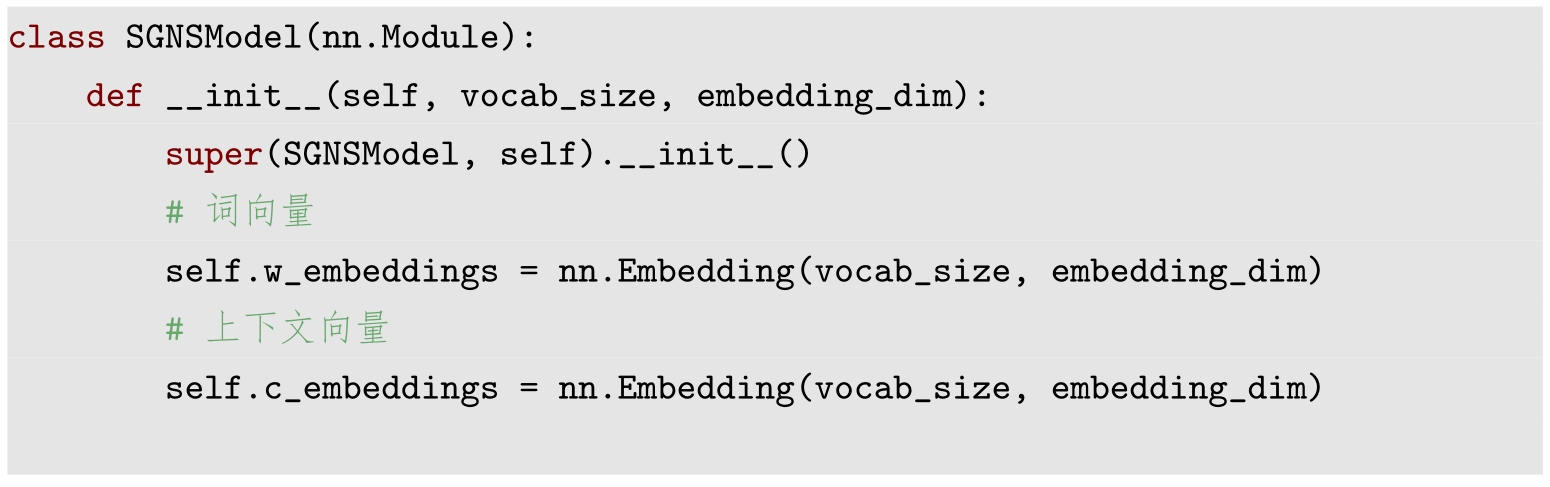 class SGNSModel(nn.Module):
    def __init__(self, vocab_size, embedding_dim):
        super(SGNSModel, self).__init__()
        # 词向量
        self.w_embeddings = nn.Embedding(vocab_size, embedding_dim)
        # 上下文向量
        self.c_embeddings = nn.Embedding(vocab_size, embedding_dim)